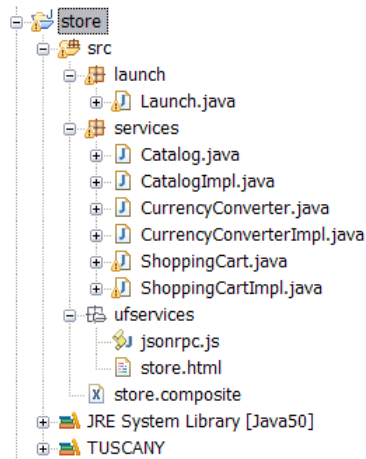 store
src
launch
Launch.java
services
Catalog.java
CatalogImpl.java
CurrencyConverter.java
CurrencyConverterImpl.java
ShoppingCart.java
ShoppingCartImpl.java
ufservices
jsonrpc.js
store.html
store.composite
JRE System Library [Java50]
TUSCANY